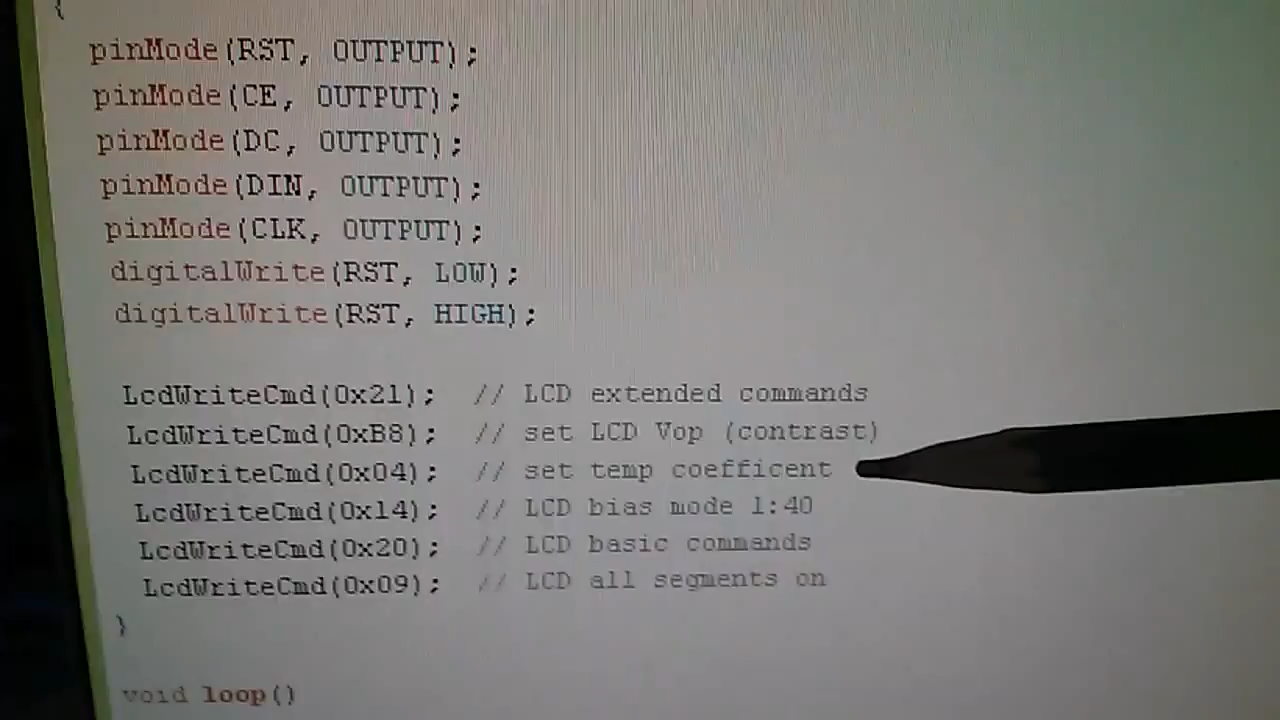 {
pinMode(RST, OUTPUT);
pinMode(CE, OUTPUT);
pinMode(DC, OUTPUT);
pinMode(DIN, OUTPUT);
pinMode(CLK, OUTPUT);
digitalWrite(RST, LOW);
digitalWrite(RST, HIGH);
LcdWriteCmd(0x21); // LCD extended commands
LcdWriteCmd(0xB8); // set LCD Vop (contrast)
LcdWriteCmd(0x04); // set temp coefficent
LcdWriteCmd(0x14); // LCD bias mode 1:40
LcdWriteCmd(0x20); // LCD basic commands
LcdWriteCmd(0x09); // LCD all segments on
}
void loop()